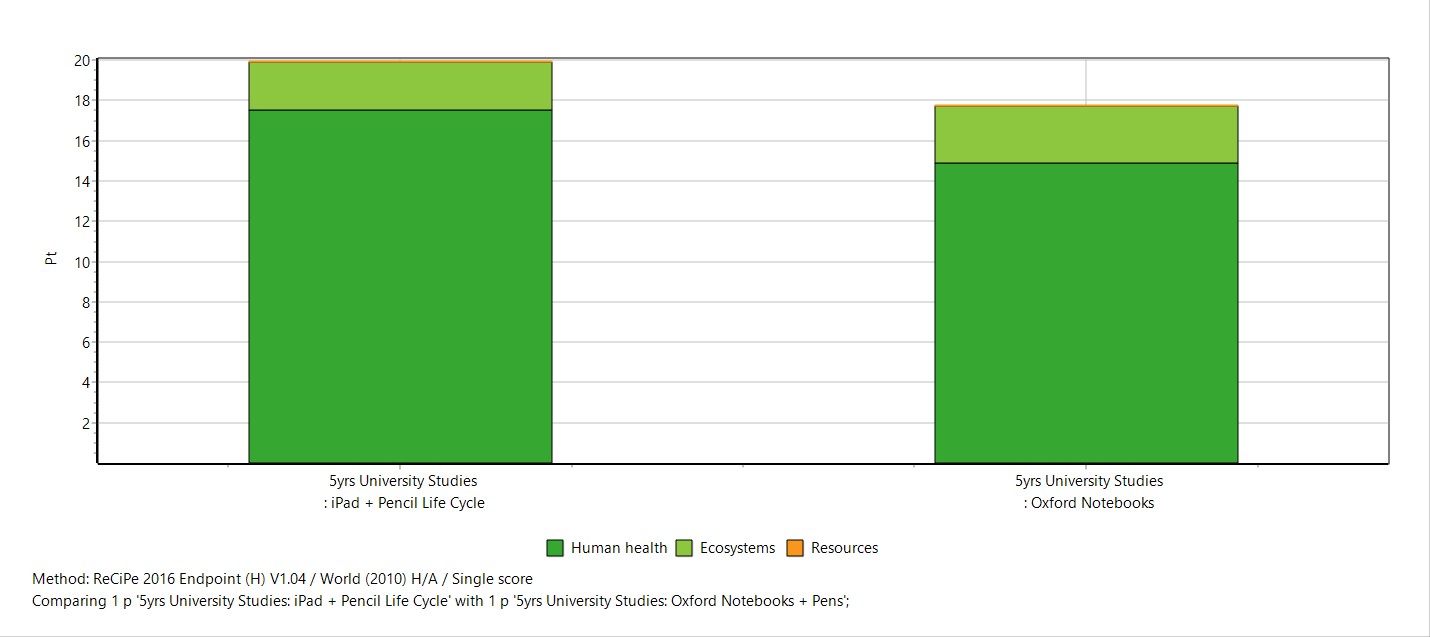 20
18
16
14
12
10
8
6
4
2
Pt
5yrs University Studies
: iPad + Pencil Life Cycle
5yrs University Studies
: Oxford Notebooks
Human health Ecosystems Resources
Method: ReCiPe 2016 Endpoint (H) V1.04 / World (2010) H/A / Single score
Comparing 1 p '5yrs University Studies: iPad + Pencil Life Cycle' with 1 p '5yrs University Studies: Oxford Notebooks + Pens';